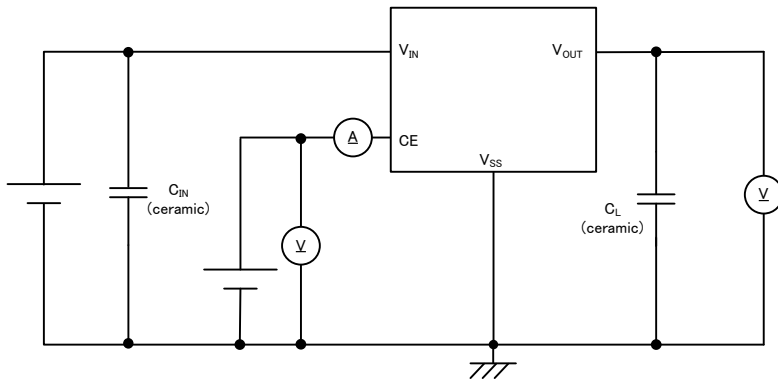 VIN
VOUT
A
CE
VSS
CIN
(ceramic)
V
CL
(ceramic)
V